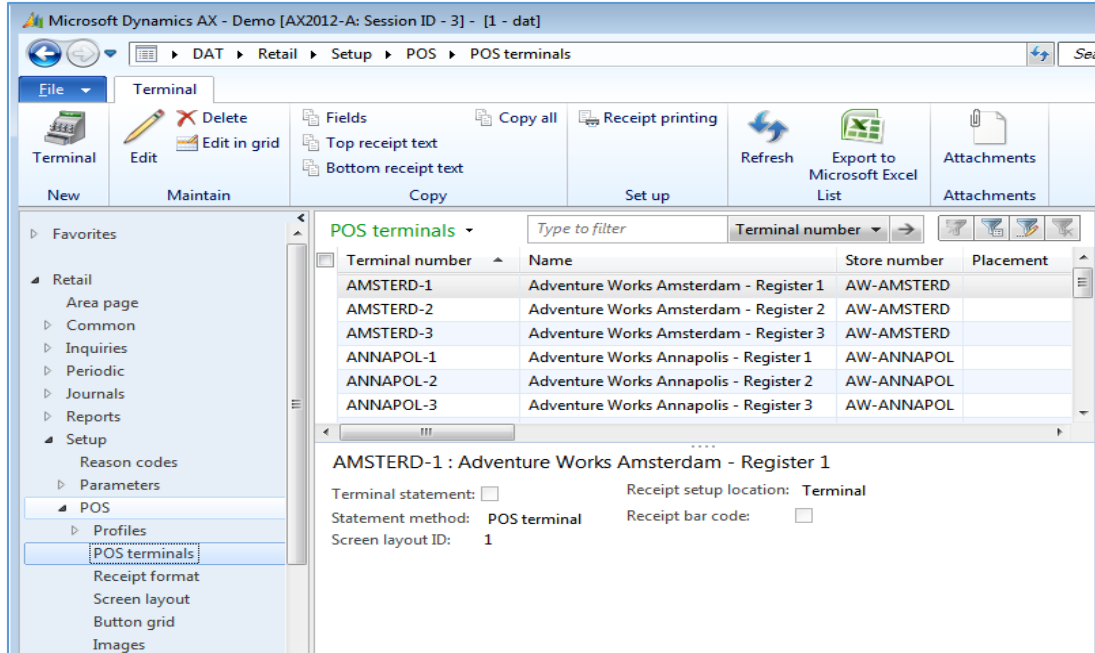 Microsoft Dynamics AX - Demo [AX2012-A: Session ID - 3] - [1 - dat]
DAT Retail Setup POS POS terminals
File Terminal
Terminal Edit Delete Edit in grid Fields Top receipt text Bottom receipt text Copy all Receipt printing Refresh Export to Microsoft Excel Attachments
New Maintain Copy Set up List Attachments
Favorites
Retail
Area page
Common
Inquiries
Periodic
Journals
Reports
Setup
Reason codes
Parameters
POS
Profiles
POS terminals
Receipt format
Screen layout
Button grid
Images
POS terminals Type to filter Terminal number
Terminal number Name Store number Placement
AMSTERD-1 Adventure Works Amsterdam - Register 1 AW-AMSTERD
AMSTERD-2 Adventure Works Amsterdam - Register 2 AW-AMSTERD
AMSTERD-3 Adventure Works Amsterdam - Register 3 AW-AMSTERD
ANNAPOL-1 Adventure Works Annapolis - Register 1 AW-ANNAPOL
ANNAPOL-2 Adventure Works Annapolis - Register 2 AW-ANNAPOL
ANNAPOL-3 Adventure Works Annapolis - Register 3 AW-ANNAPOL
AMSTERD-1 : Adventure Works Amsterdam - Register 1
Terminal statement: Receipt setup location: Terminal
Statement method: POS terminal Receipt bar code:
Screen layout ID: 1